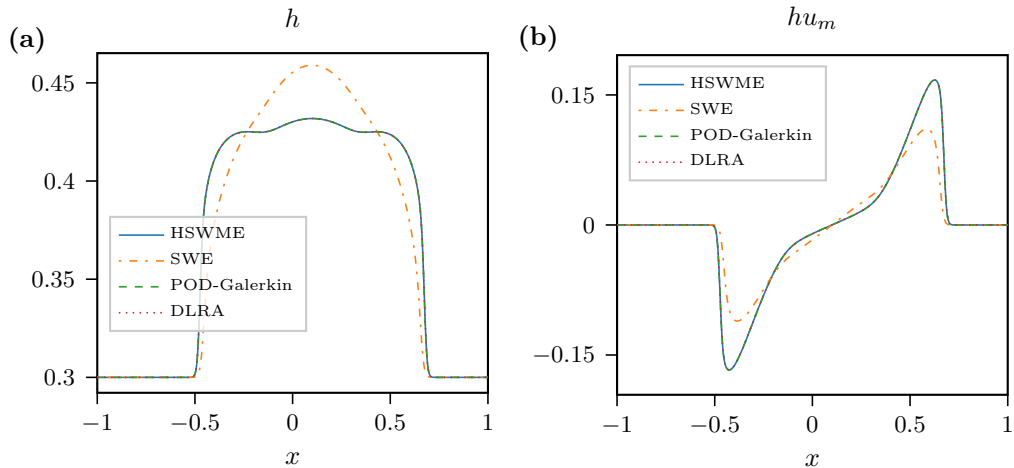 (a)
h
0.45
0.4
0.35
0.3
HSWME
SWE
POD-Galerkin
DLRA
−1
−0.5
0
0.5
1
x
(b)
hu_m
0.15
0
−0.15
HSWME
SWE
POD-Galerkin
DLRA
−1
−0.5
0
0.5
1
x